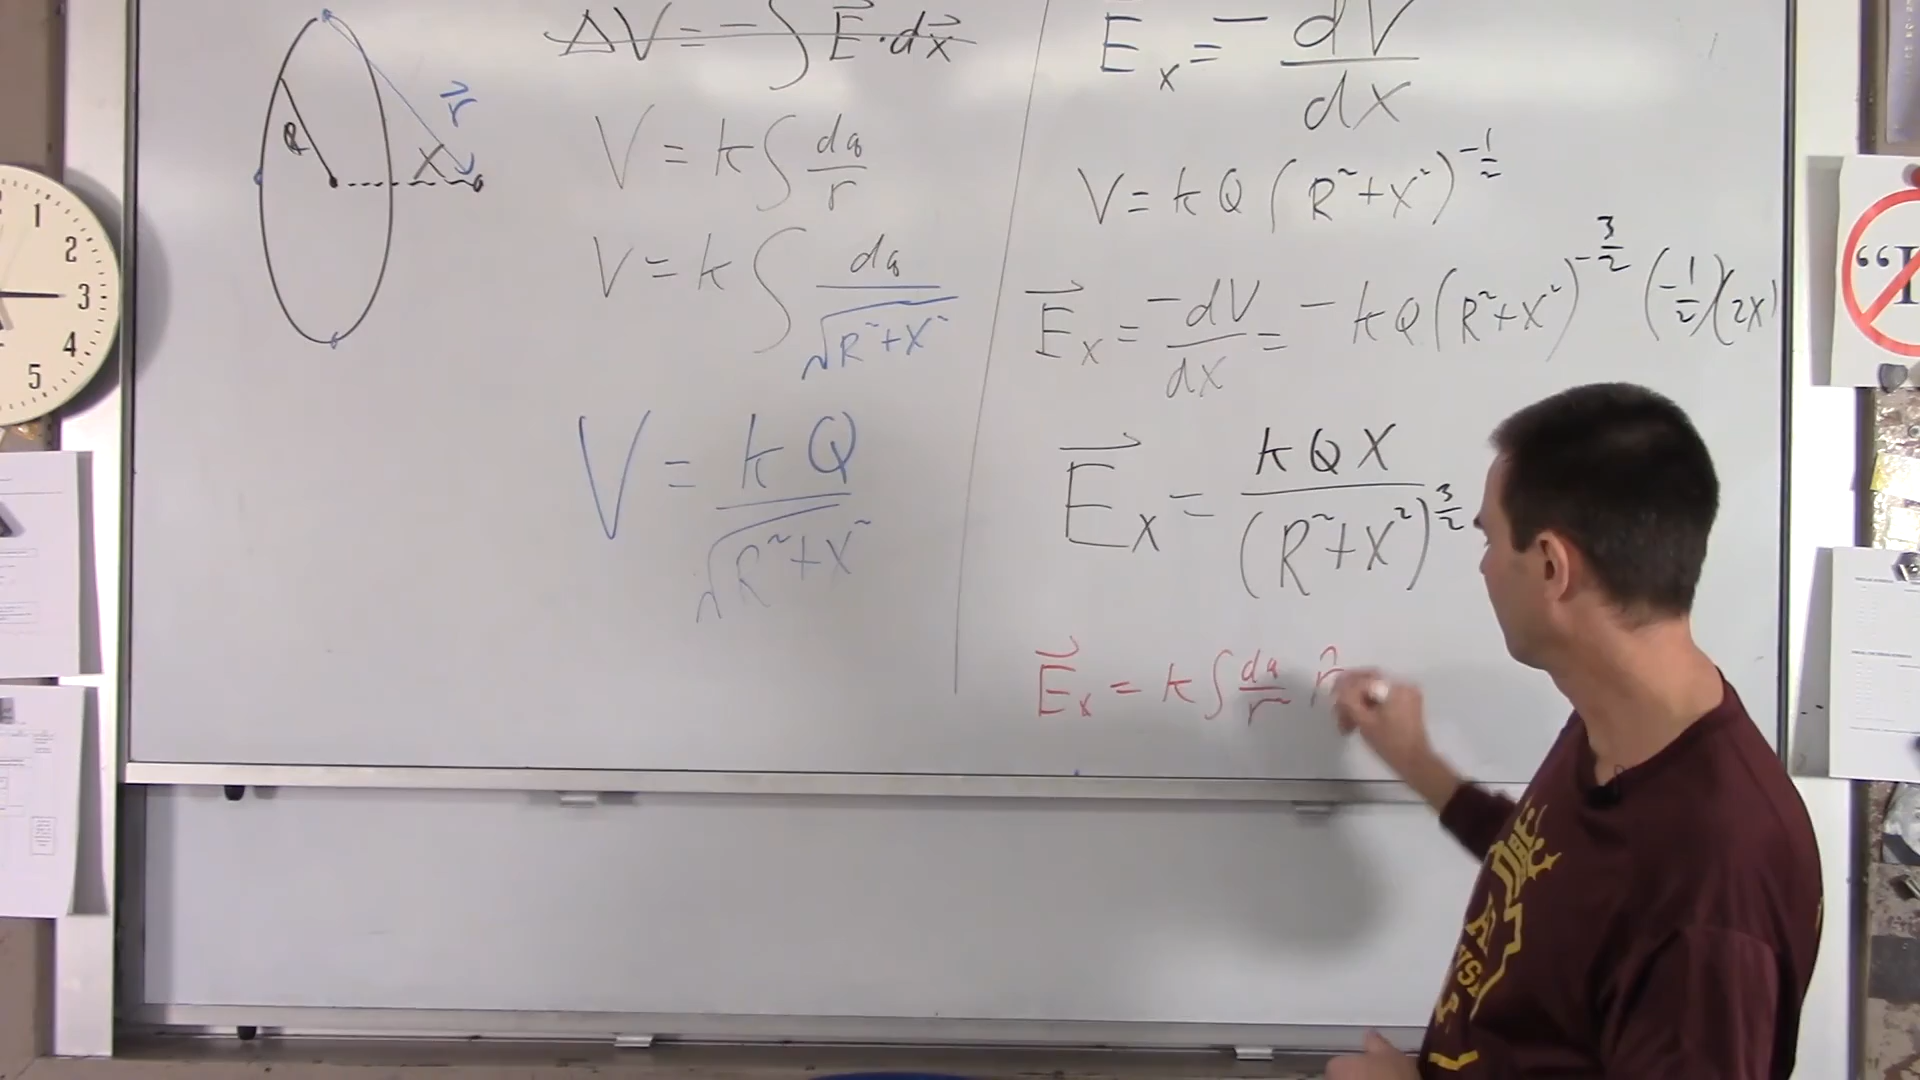 R
r⃗
X
ΔV = -∫ E⃗ · dx⃗
V = k ∫ dq/r
V = k ∫ dq/√(R²+X²)
V = kQ/√(R²+X²)
E⃗x = -dV/dX
V = kQ(R²+X²)^(-1/2)
E⃗x = -dV/dX = -kQ(R²+X²)^(-3/2) (-1/2)(2X)
E⃗x = kQX/(R²+X²)^(3/2)
E⃗x = k ∫ dq/r² r̂
1
2
3
4
5
“I